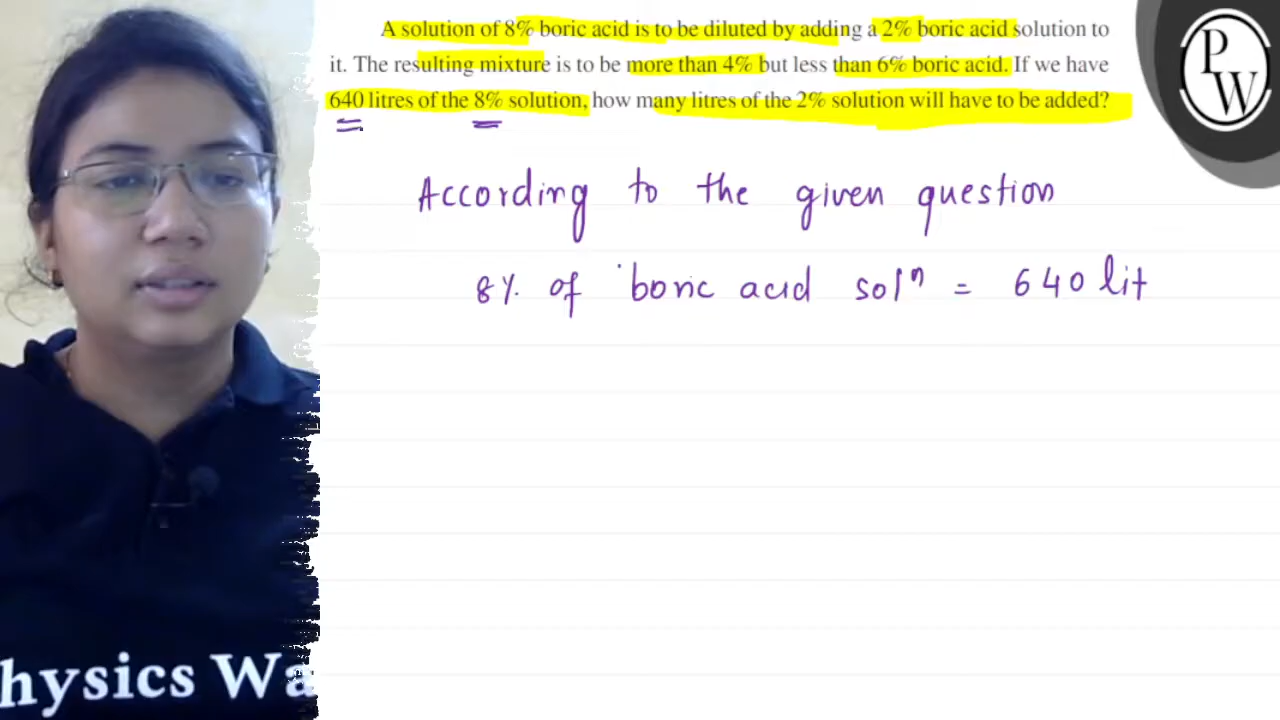 A solution of 8% boric acid is to be diluted by adding a 2% boric acid solution to
it. The resulting mixture is to be more than 4% but less than 6% boric acid. If we have
640 litres of the 8% solution, how many litres of the 2% solution will have to be added?
PW
According to the given question
8% of boric acid solⁿ = 640 lit
hysics Wa